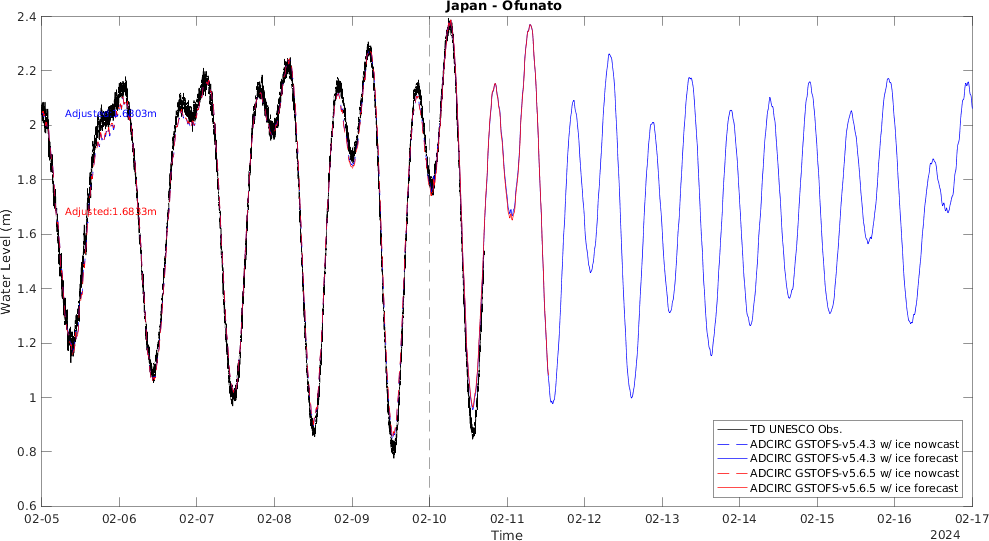 Japan - Ofunato
2.4
2.2
2
1.8
1.6
1.4
1.2
1
0.8
0.6
Water Level (m)
Adjusted:1.6803m
Adjusted:1.6833m
TD UNESCO Obs.
ADCIRC GSTOFS-v5.4.3 w/ ice nowcast
ADCIRC GSTOFS-v5.4.3 w/ ice forecast
ADCIRC GSTOFS-v5.6.5 w/ ice nowcast
ADCIRC GSTOFS-v5.6.5 w/ ice forecast
02-05 02-06 02-07 02-08 02-09 02-10 02-11 02-12 02-13 02-14 02-15 02-16 02-17
Time
2024